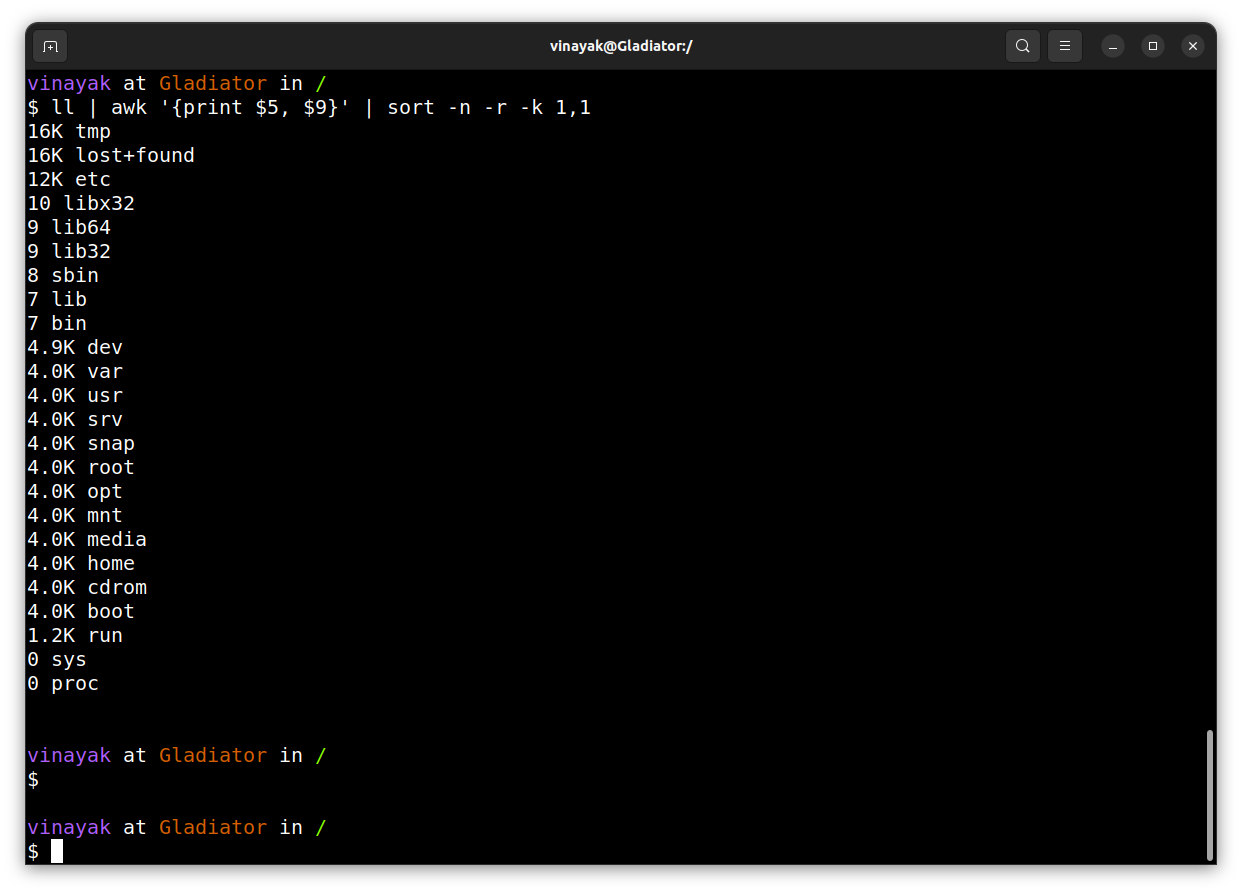 vinayak@Gladiator:/
vinayak at Gladiator in /
$ ll | awk '{print $5, $9}' | sort -n -r -k 1,1
16K tmp
16K lost+found
12K etc
10 libx32
9 lib64
9 lib32
8 sbin
7 lib
7 bin
4.9K dev
4.0K var
4.0K usr
4.0K srv
4.0K snap
4.0K root
4.0K opt
4.0K mnt
4.0K media
4.0K home
4.0K cdrom
4.0K boot
1.2K run
0 sys
0 proc
vinayak at Gladiator in /
$
vinayak at Gladiator in /
$